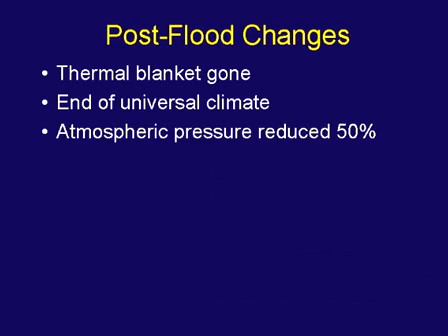 Post-Flood Changes
• Thermal blanket gone
• End of universal climate
• Atmospheric pressure reduced 50%